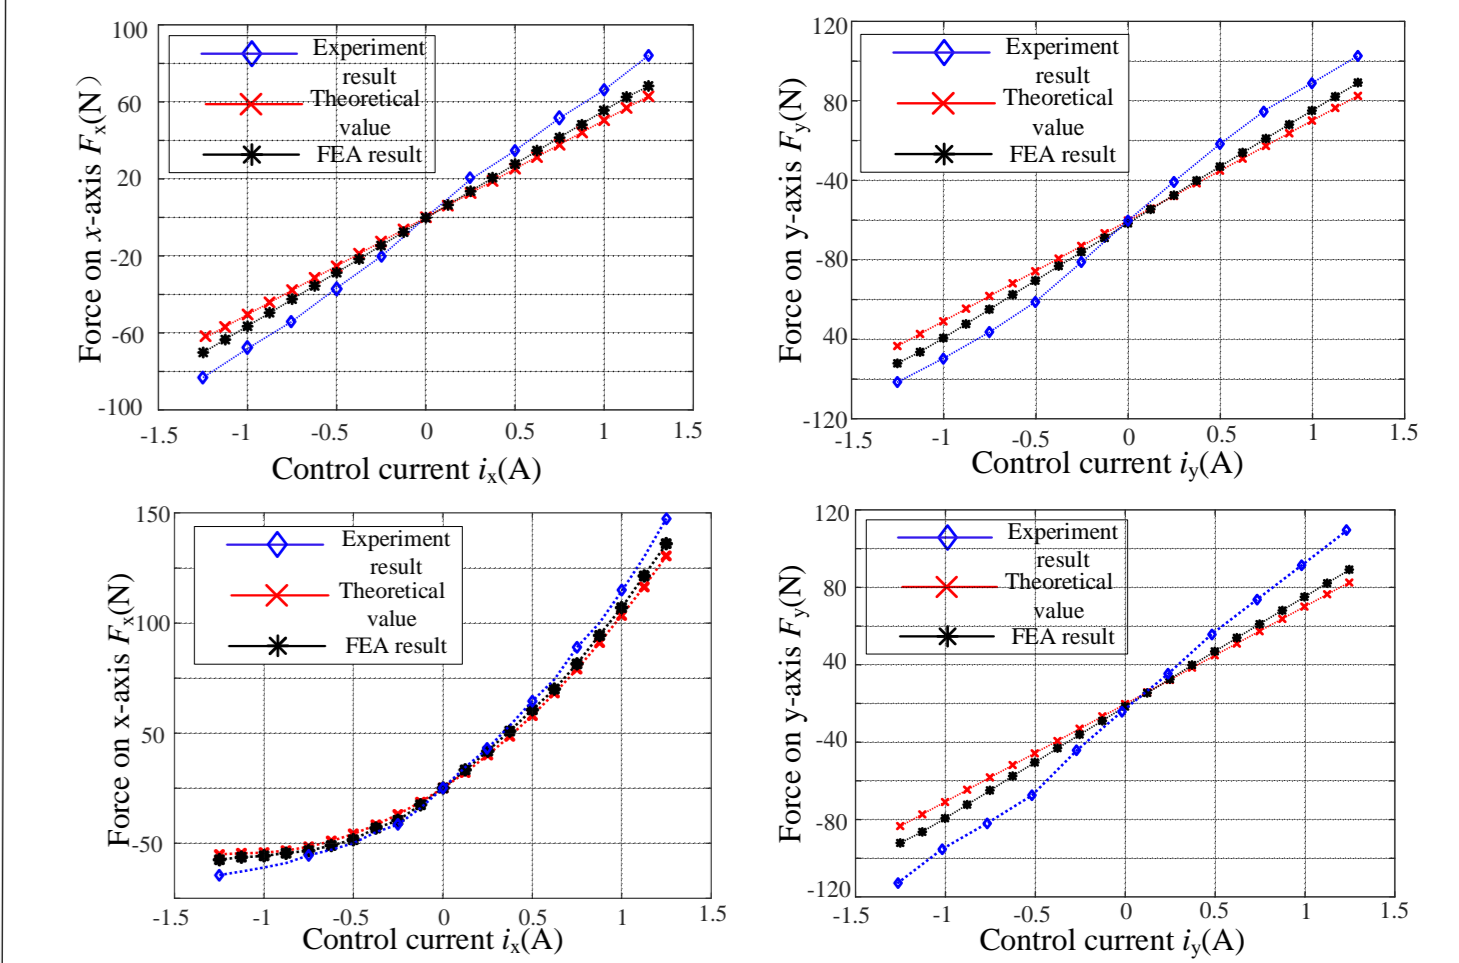 100
60
20
-20
-60
-100
Force on x-axis Fx(N)
Experiment
result
Theoretical
value
FEA result
-1.5 -1 -0.5 0 0.5 1 1.5
Control current ix(A)
120
80
-40
-80
40
-120
Force on y-axis Fy(N)
Experiment
result
Theoretical
value
FEA result
-1.5 -1 -0.5 0 0.5 1 1.5
Control current iy(A)
150
100
50
-50
Force on x-axis Fx(N)
Experiment
result
Theoretical
value
FEA result
-1.5 -1 -0.5 0 0.5 1 1.5
Control current ix(A)
120
80
40
-40
-80
-120
Force on y-axis Fy(N)
Experiment
result
Theoretical
value
FEA result
-1.5 -1 -0.5 0 0.5 1 1.5
Control current iy(A)